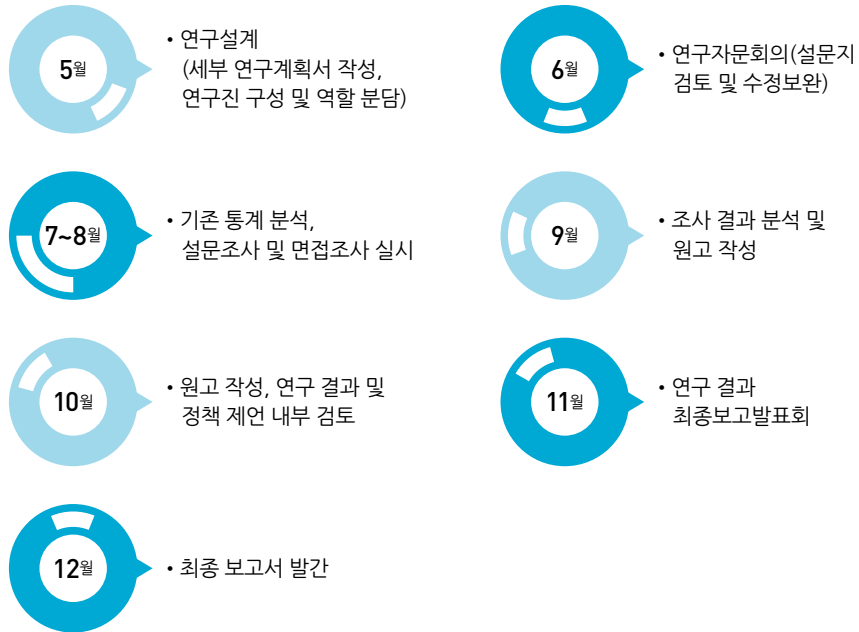 5월
• 연구설계
(세부 연구계획서 작성,
연구진 구성 및 역할 분담)
6월
• 연구자문회의(설문지
검토 및 수정보완)
7~8월
• 기존 통계 분석,
설문조사 및 면접조사 실시
9월
• 조사 결과 분석 및
원고 작성
10월
• 원고 작성, 연구 결과 및
정책 제언 내부 검토
11월
• 연구 결과
최종보고발표회
12월
• 최종 보고서 발간